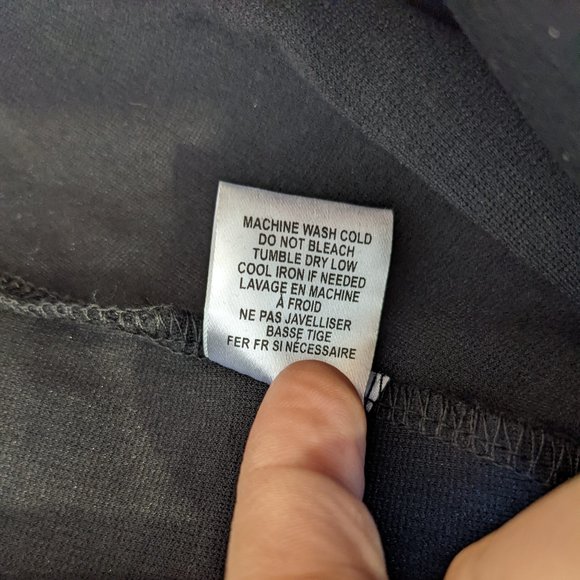 MACHINE WASH COLD
DO NOT BLEACH
TUMBLE DRY LOW
COOL IRON IF NEEDED
LAVAGE EN MACHINE
À FROID
NE PAS JAVELLISER
BASSE TIGE
FER FR SI NÉCESSAIRE